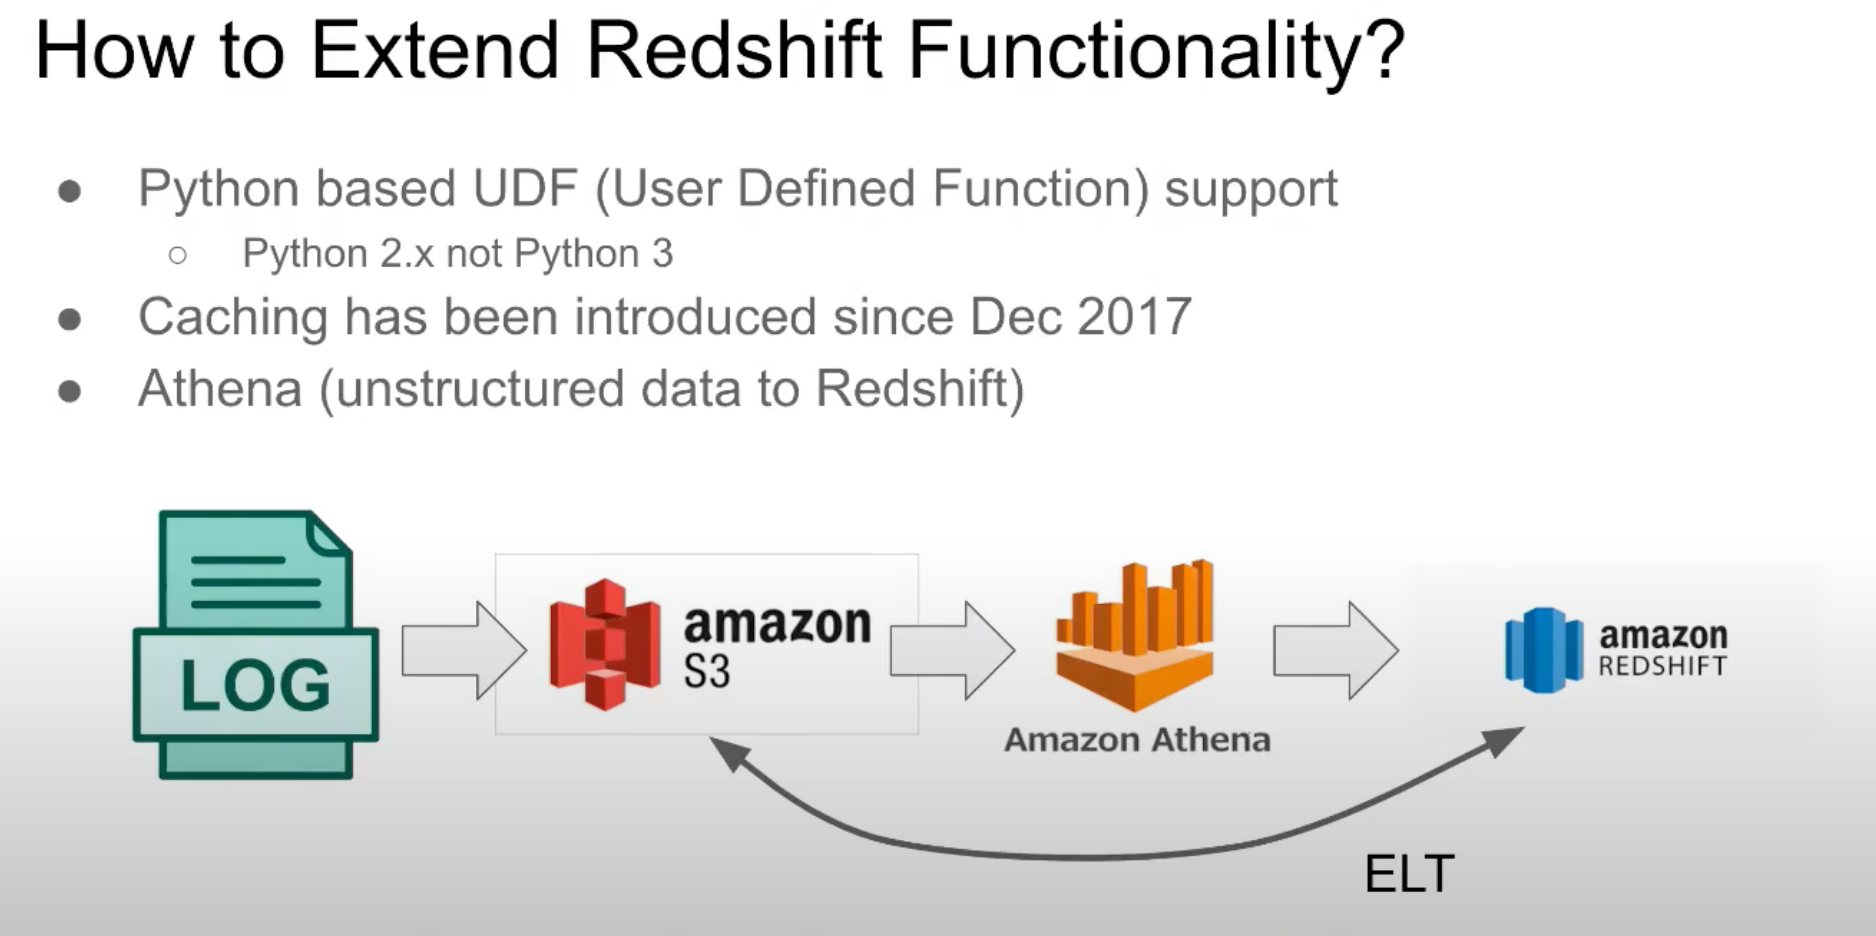 How to Extend Redshift Functionality?
Python based UDF (User Defined Function) support
Python 2.x not Python 3
Caching has been introduced since Dec 2017
Athena (unstructured data to Redshift)
LOG
amazon
S3
Amazon Athena
amazon
REDSHIFT
ELT